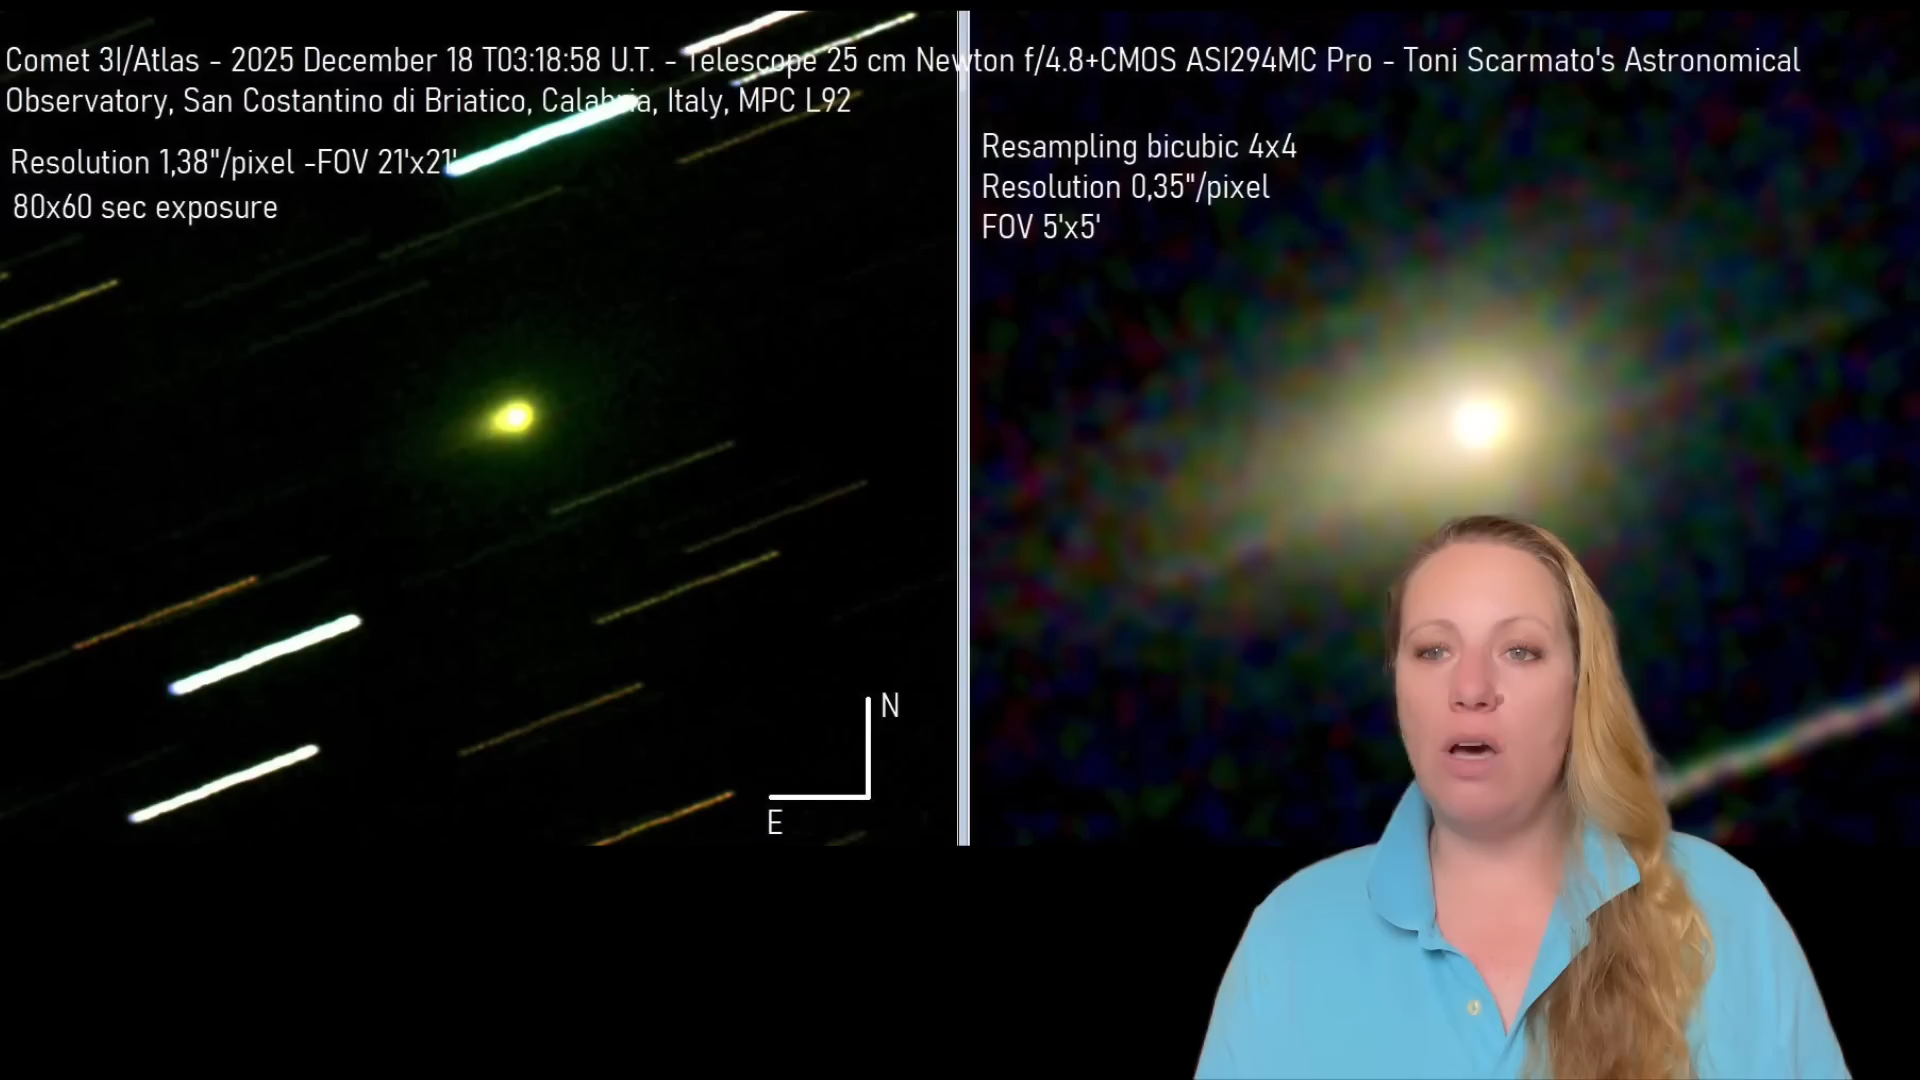 Comet 3I/Atlas - 2025 December 18 T03:18:58 U.T. - Telescope 25 cm Newton f/4.8+CMOS ASI294MC Pro - Toni Scarmato's Astronomical
Observatory, San Costantino di Briatico, Calabria, Italy, MPC L92
Resolution 1,38"/pixel -FOV 21'x21'
80x60 sec exposure
Resampling bicubic 4x4
Resolution 0,35"/pixel
FOV 5'x5'
N
E